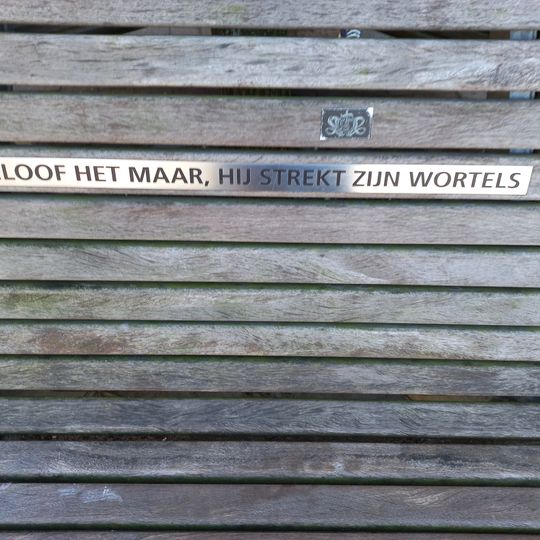 LOOF HET MAAR, HIJ STREKT ZIJN WORTELS